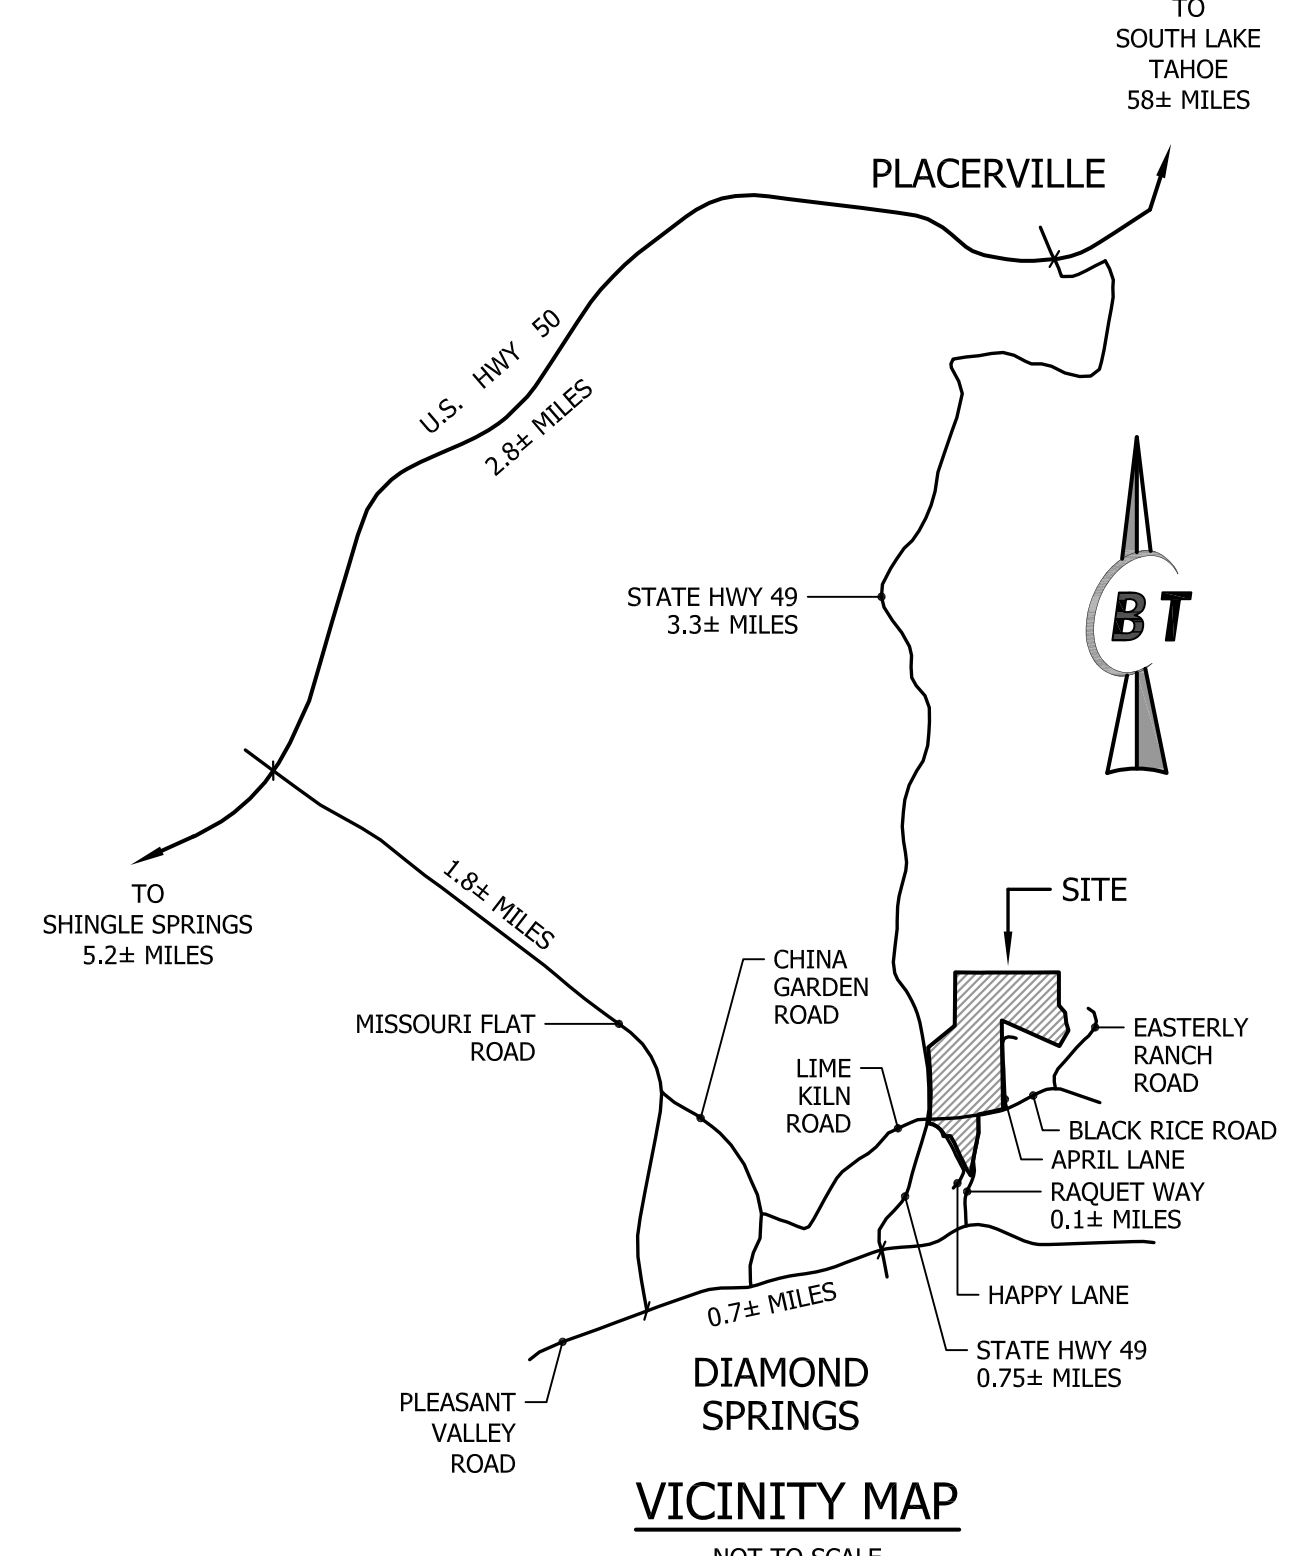 TO
SOUTH LAKE
TAHOE
58± MILES
PLACERVILLE
U.S. HWY 50
2.8± MILES
STATE HWY 49
3.3± MILES
BT
SITE
TO
SHINGLE SPRINGS
5.2± MILES
1.8± MILES
MISSOURI FLAT
ROAD
CHINA
GARDEN
ROAD
LIME
KILN
ROAD
EASTERLY
RANCH
ROAD
BLACK RICE ROAD
APRIL LANE
RAQUET WAY
0.1± MILES
HAPPY LANE
0.7± MILES
STATE HWY 49
0.75± MILES
DIAMOND
SPRINGS
PLEASANT
VALLEY
ROAD
VICINITY MAP
NOT TO SCALE